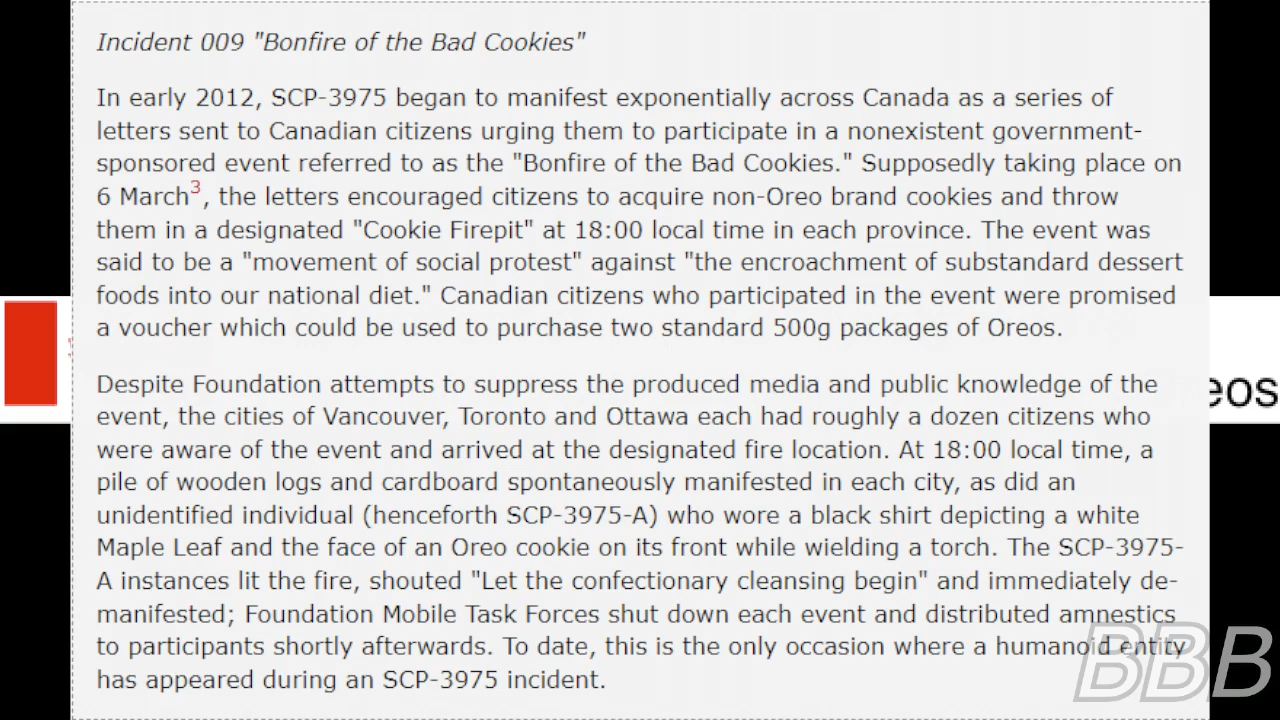 Incident 009 "Bonfire of the Bad Cookies"
In early 2012, SCP-3975 began to manifest exponentially across Canada as a series of
letters sent to Canadian citizens urging them to participate in a nonexistent government-
sponsored event referred to as the "Bonfire of the Bad Cookies." Supposedly taking place on
6 March3, the letters encouraged citizens to acquire non-Oreo brand cookies and throw
them in a designated "Cookie Firepit" at 18:00 local time in each province. The event was
said to be a "movement of social protest" against "the encroachment of substandard dessert
foods into our national diet." Canadian citizens who participated in the event were promised
a voucher which could be used to purchase two standard 500g packages of Oreos.
Despite Foundation attempts to suppress the produced media and public knowledge of the
event, the cities of Vancouver, Toronto and Ottawa each had roughly a dozen citizens who
were aware of the event and arrived at the designated fire location. At 18:00 local time, a
pile of wooden logs and cardboard spontaneously manifested in each city, as did an
unidentified individual (henceforth SCP-3975-A) who wore a black shirt depicting a white
Maple Leaf and the face of an Oreo cookie on its front while wielding a torch. The SCP-3975-
A instances lit the fire, shouted "Let the confectionary cleansing begin" and immediately de-
manifested; Foundation Mobile Task Forces shut down each event and distributed amnestics
to participants shortly afterwards. To date, this is the only occasion where a humanoid entity
has appeared during an SCP-3975 incident.
eos
BBB